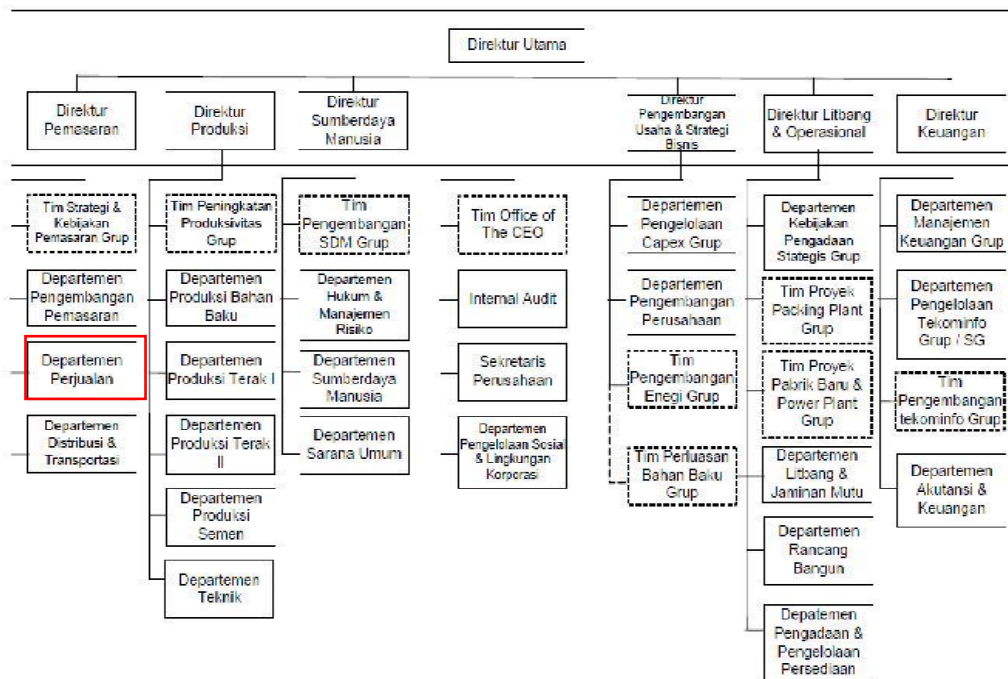 Direktur Utama
Direktur
Pemasaran
Direktur
Produksi
Direktur
Sumberdaya
Manusia
Direktur
Pengembangan
Usaha & Strategi
Bisnis
Direktur Litbang
& Operasional
Direktur
Keuangan
Tim Strategi &
Kebijakan
Pemasaran Grup
Departemen
Pengembangan
Pemasaran
Departemen
Perjualan
Departemen
Distribusi &
Transportasi
Tim Peningkatan
Produksivitas
Grup
Departemen
Produksi Bahan
Baku
Departemen
Produksi Terak I
Departemen
Produksi Terak
II
Departemen
Produksi
Semen
Departemen
Teknik
Tim
Pengembangan
SDM Grup
Departemen
Hukum &
Manajemen
Risiko
Departemen
Sumberdaya
Manusia
Departemen
Sarana Umum
Tim Office of
The CEO
Internal Audit
Sekretaris
Perusahaan
Departemen
Pengelolaan Sosial
& Lingkungan
Korporasi
Departemen
Pengelolaan
Capex Grup
Departemen
Pengembangan
Perusahaan
Tim
Pengembangan
Enegi Grup
Tim Perluasan
Bahan Baku
Grup
Departemen
Kebijakan
Pengadaan
Stategis Grup
Tim Proyek
Packing Plant
Grup
Tim Proyek
Pabrik Baru &
Power Plant
Grup
Departemen
Litbang &
Jaminan Mutu
Departemen
Rancang
Bangun
Depatemen
Pengadaan &
Pengelolaan
Persediaan
Departemen
Manajemen
Keuangan Grup
Departemen
Pengelolaan
Tekominfo
Grup / SG
Tim
Pengembangan
tekominfo Grup
Departemen
Akutansi &
Keuangan